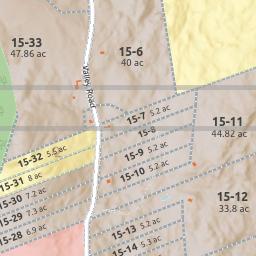 15-33
47.86 ac
15-6
40 ac
Valley Road
15-7 5.2 ac
15-8
15-11
44.82 ac
15-9 5.2 ac
15-32 5.5 ac
15-10 5.2 ac
15-31 8 ac
15-30 7.2 ac
15-12
33.8 ac
15-29 7.3 ac
15-28 6.9 ac
15-13 5.2 ac
15-14 5.3 ac